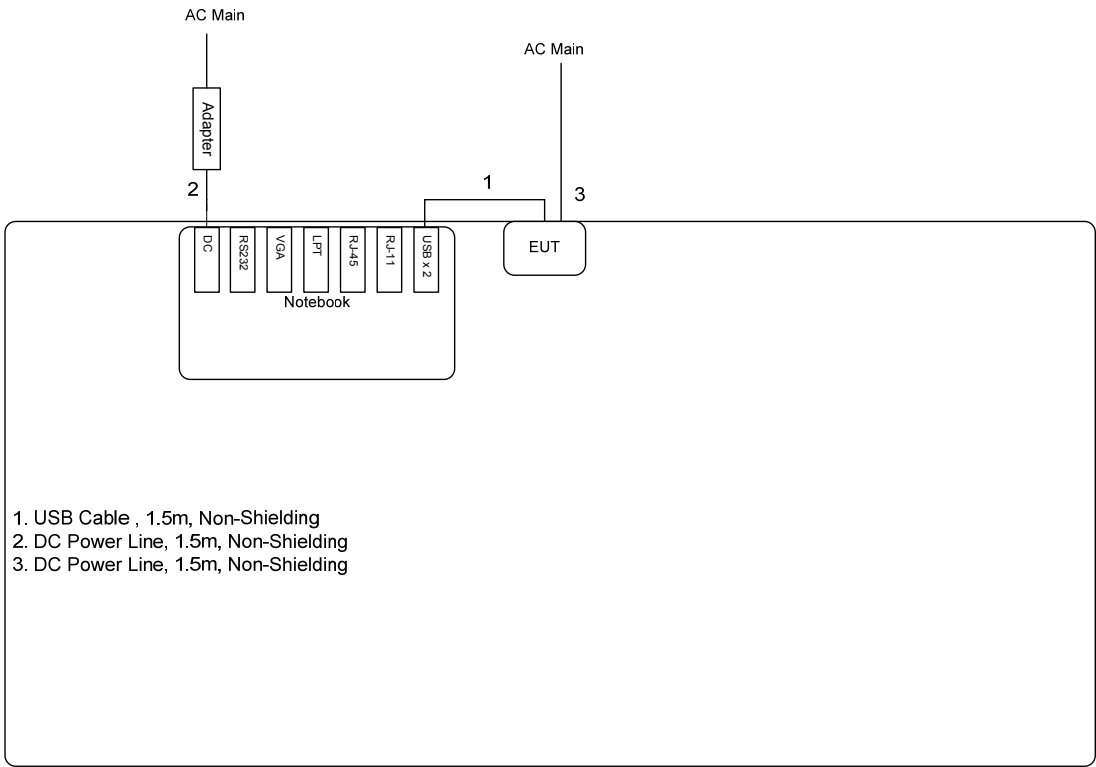 AC Main
AC Main
Adapter
2
1
3
DC
RS232
VGA
LPT
RJ-45
RJ-11
USB x 2
EUT
Notebook
1. USB Cable , 1.5m, Non-Shielding
2. DC Power Line, 1.5m, Non-Shielding
3. DC Power Line, 1.5m, Non-Shielding